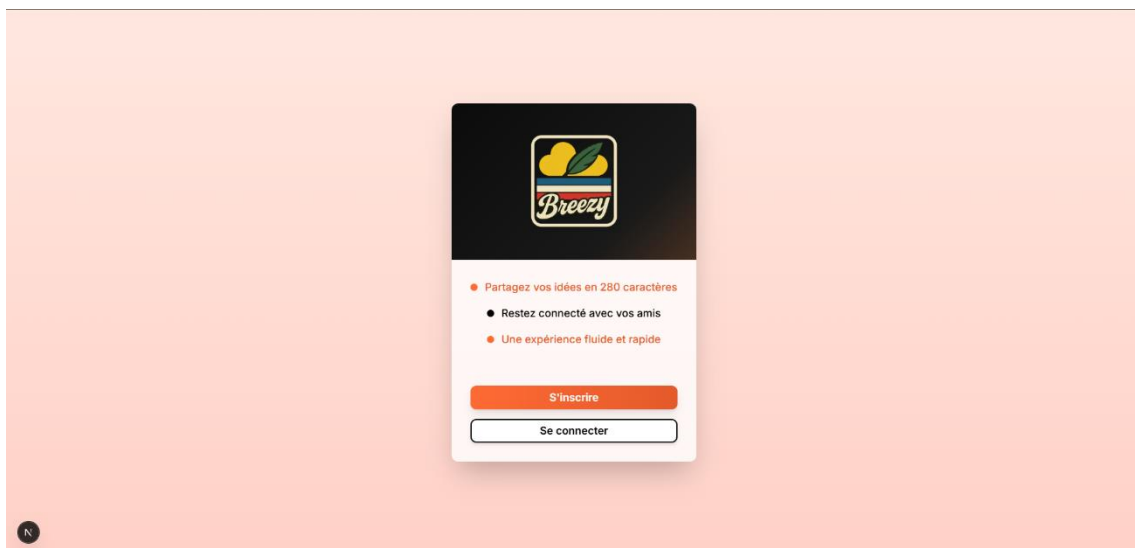 Breezy
Partagez vos idées en 280 caractères
Restez connecté avec vos amis
Une expérience fluide et rapide
S'inscrire
Se connecter
N